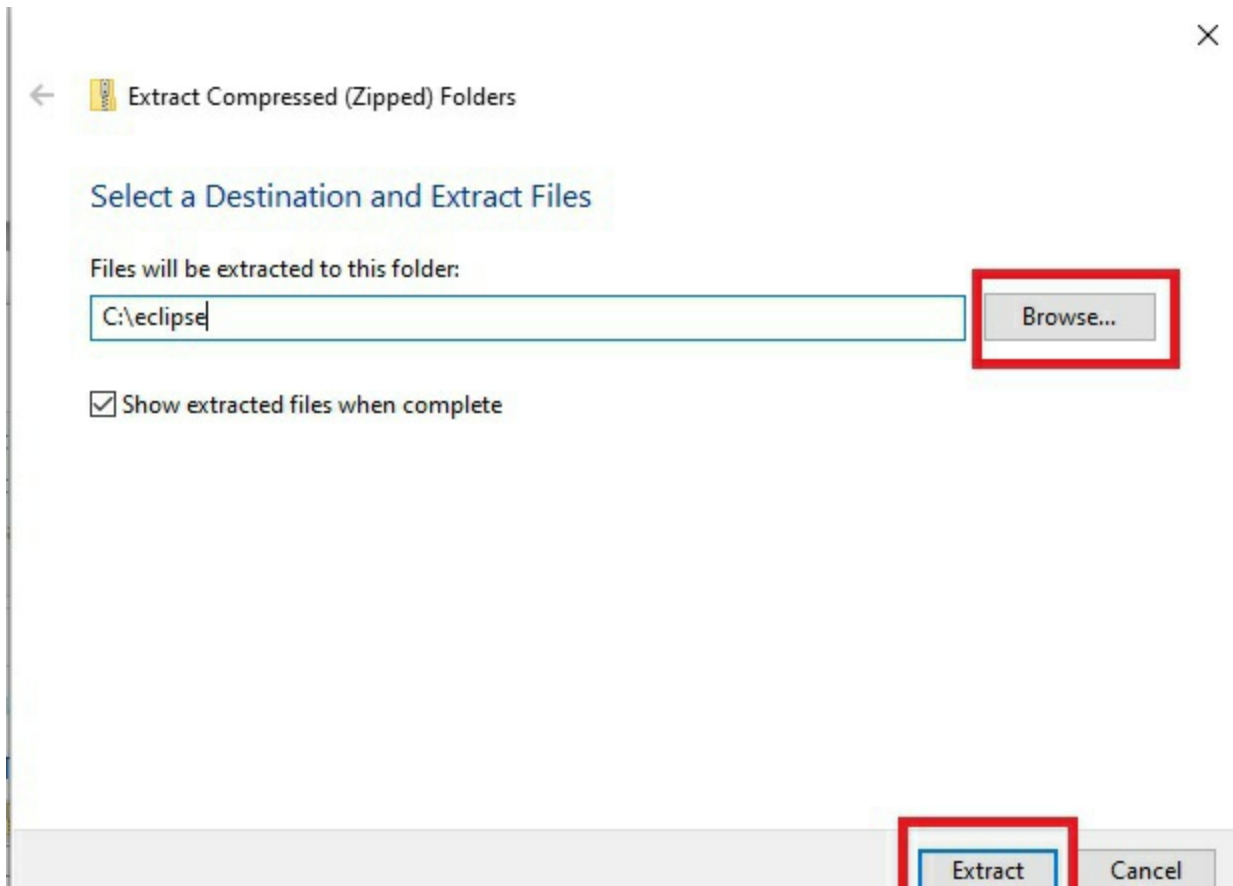 Extract Compressed (Zipped) Folders
Select a Destination and Extract Files
Files will be extracted to this folder:
C:\eclipse
Browse...
Show extracted files when complete
Extract
Cancel